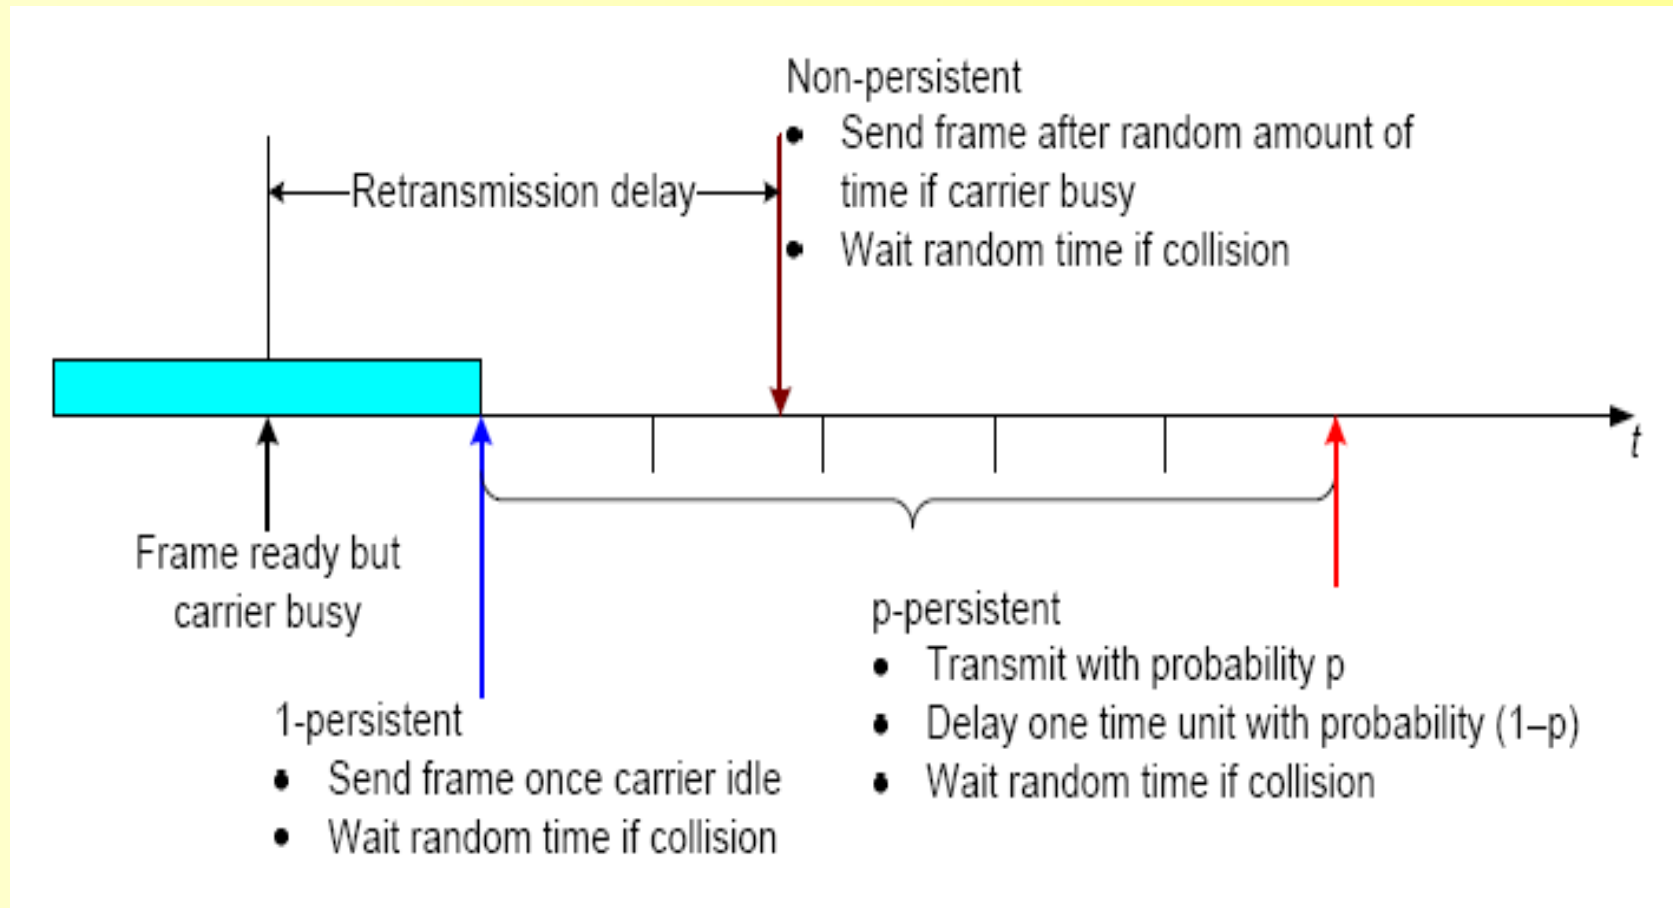 Non-persistent
• Send frame after random amount of
time if carrier busy
• Wait random time if collision
Retransmission delay
t
Frame ready but
carrier busy
1-persistent
• Send frame once carrier idle
• Wait random time if collision
p-persistent
• Transmit with probability p
• Delay one time unit with probability (1–p)
• Wait random time if collision